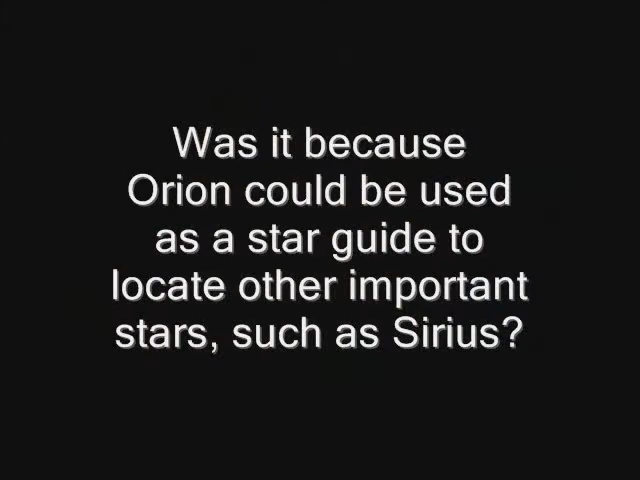 Was it because
Orion could be used
as a star guide to
locate other important
stars, such as Sirius?